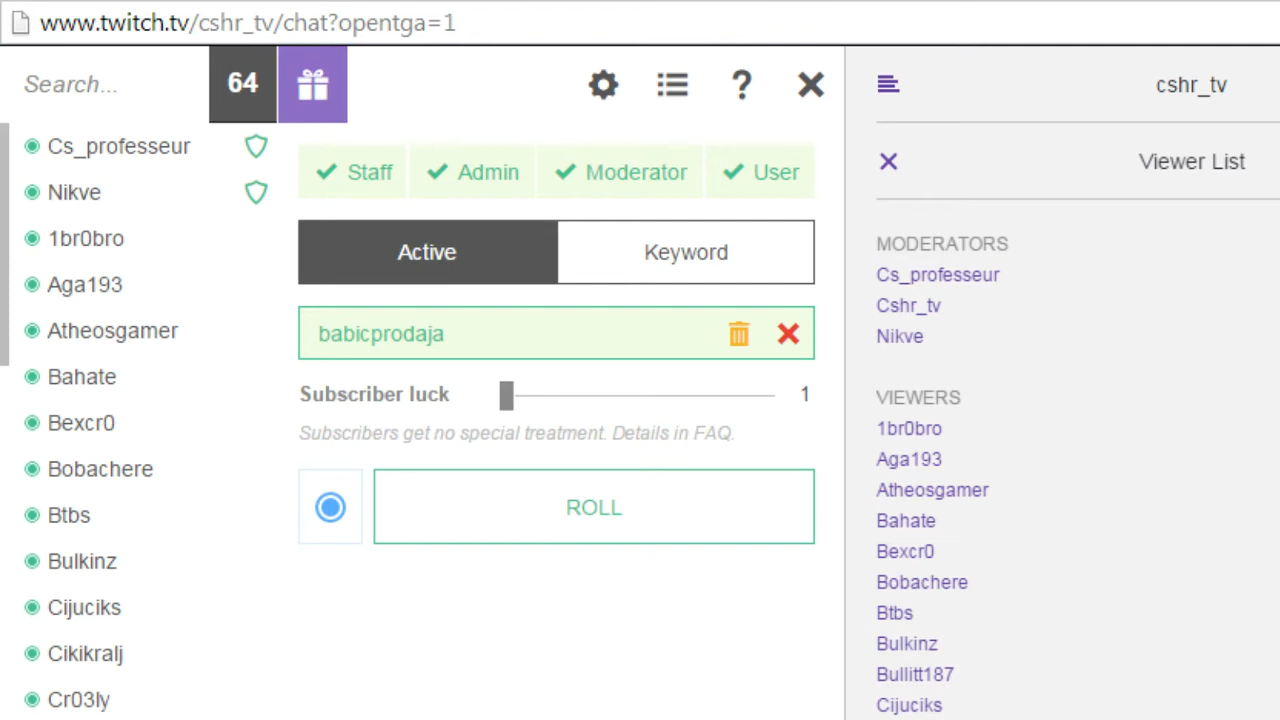 www.twitch.tv/cshr_tv/chat?opentga=1
Search...
64
Cs_professeur
Nikve
1br0bro
Aga193
Atheosgamer
Bahate
Bexcr0
Bobachere
Btbs
Bulkinz
Cijuciks
Cikikralj
Cr03ly
?
Staff Admin Moderator User
Active Keyword
babicprodaja
Subscriber luck 1
Subscribers get no special treatment. Details in FAQ.
ROLL
cshr_tv
Viewer List
MODERATORS
Cs_professeur
Cshr_tv
Nikve
VIEWERS
1br0bro
Aga193
Atheosgamer
Bahate
Bexcr0
Bobachere
Btbs
Bulkinz
Bullitt187
Cijuciks